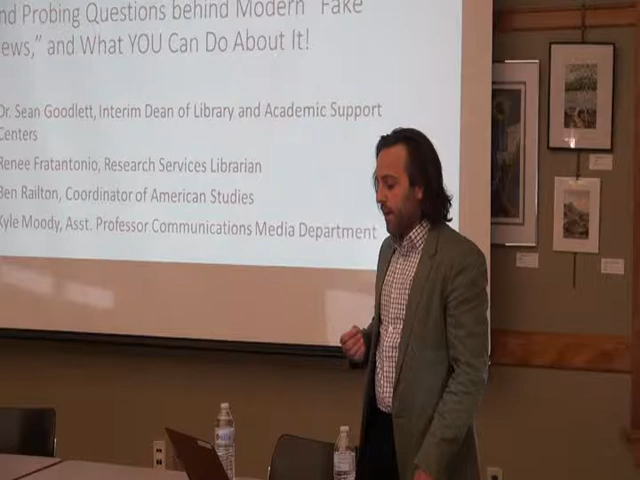 nd Probing Questions behind Modern "Fake
ews," and What YOU Can Do About It!
Dr. Sean Goodlett, Interim Dean of Library and Academic Support
Centers
Renee Fratantonio, Research Services Librarian
Ben Railton, Coordinator of American Studies
Kyle Moody, Asst. Professor Communications Media Department